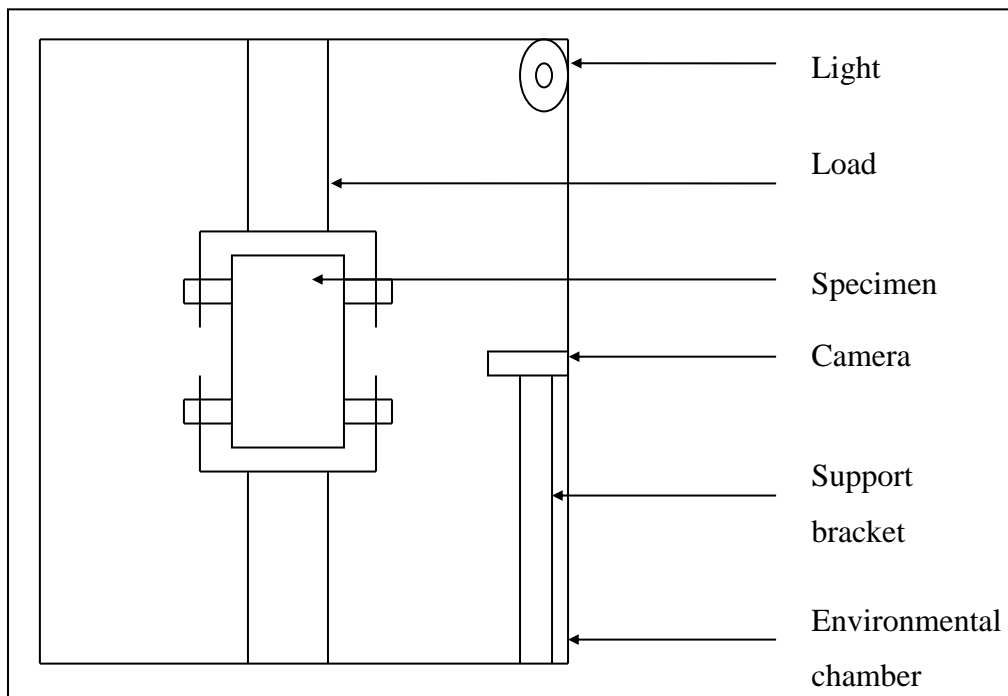 Light
Load
Specimen
Camera
Support
bracket
Environmental
chamber